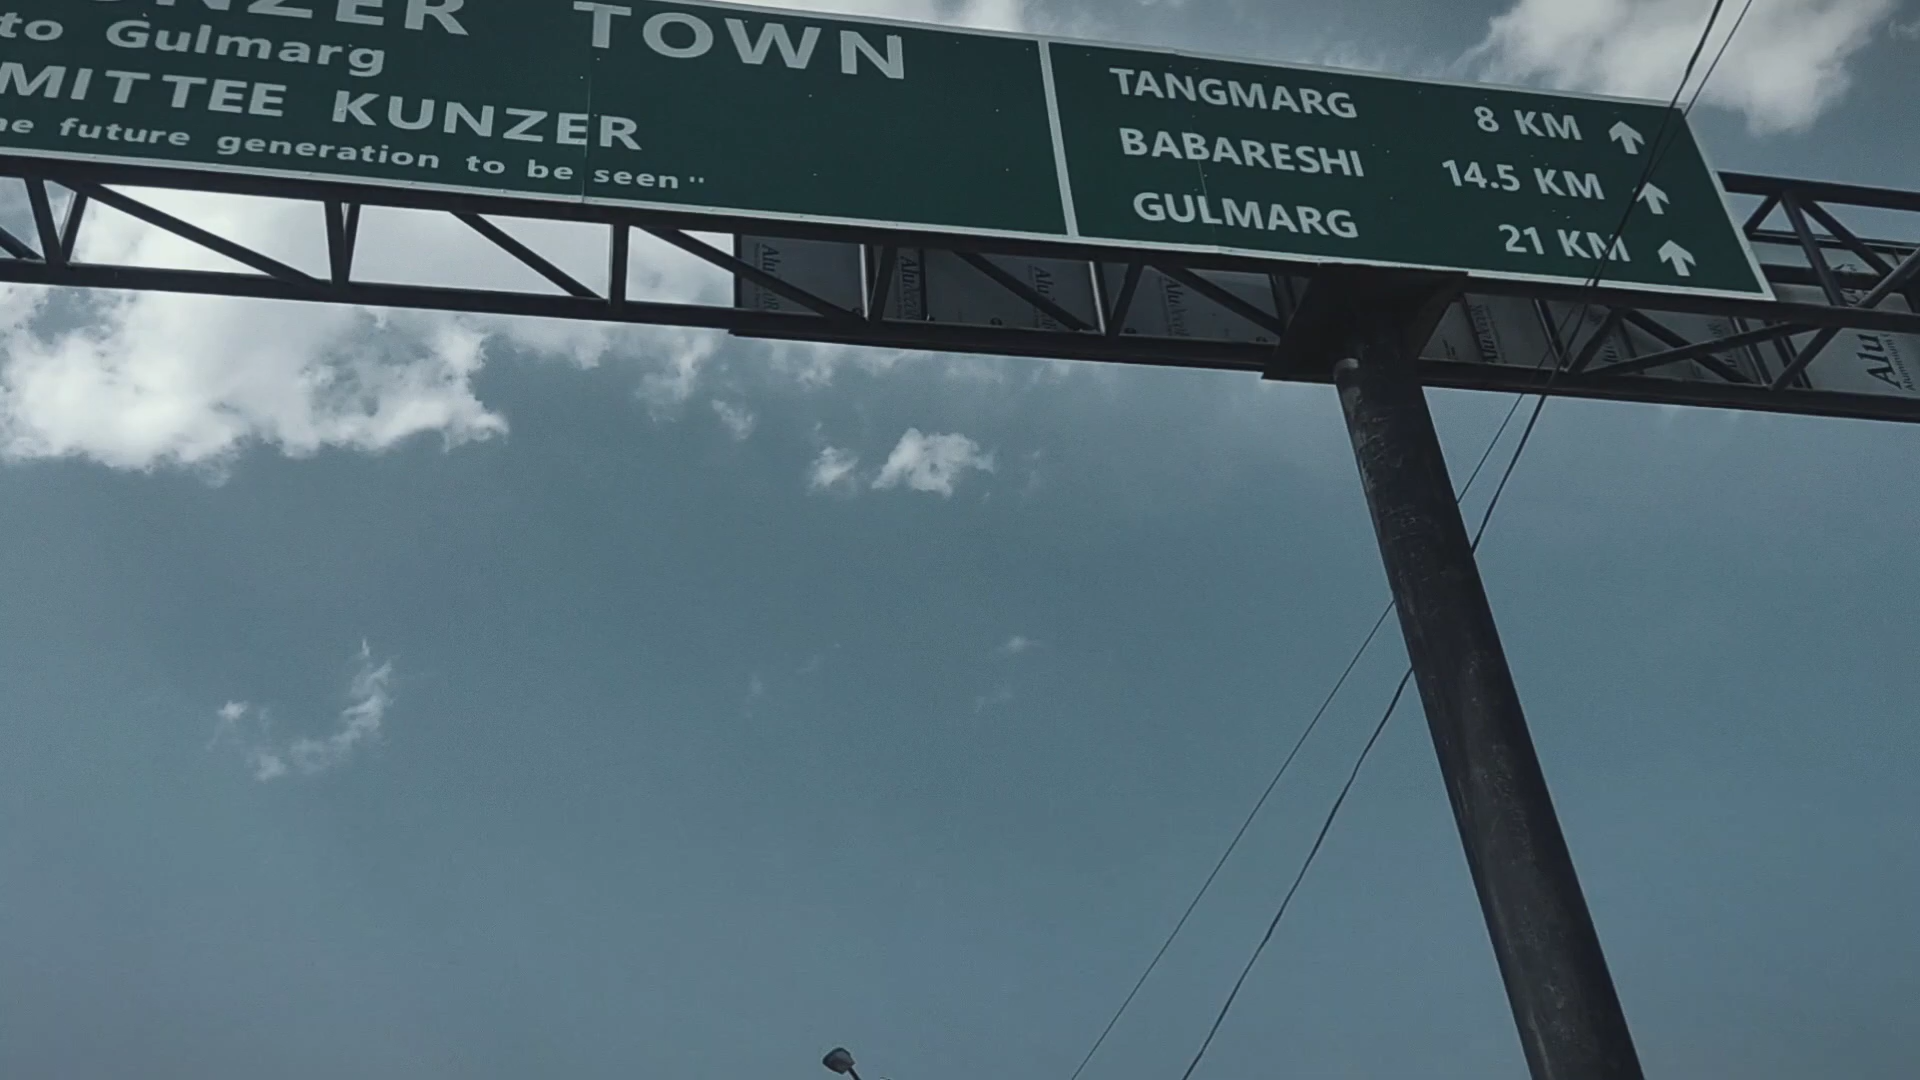 TOWN
to Gulmarg
KUNZER
future generation to be seen"
TANGMARG 8 KM
BABARESHI 14.5 KM
GULMARG 21 KM